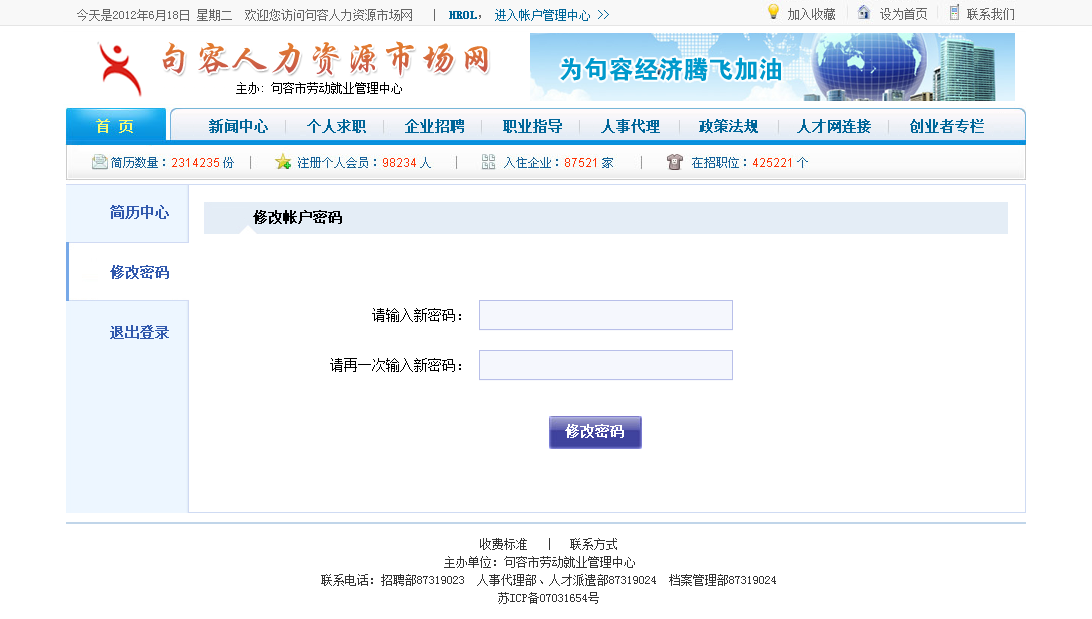 今天是2012年6月18日 星期二 欢迎您访问句容人力资源市场网 | HROL, 进入帐户管理中心 >> 加入收藏 设为首页 联系我们
句容人力资源市场网
主办：句容市劳动就业管理中心
为句容经济腾飞加油
首 页 新闻中心 个人求职 企业招聘 职业指导 人事代理 政策法规 人才网连接 创业者专栏
简历数量：2314235 份 | 注册个人会员：98234 人 | 入住企业：87521 家 | 在招职位：425221 个
简历中心
修改密码
退出登录
修改帐户密码
请输入新密码：
请再一次输入新密码：
修改密码
收费标准 | 联系方式
主办单位：句容市劳动就业管理中心
联系电话：招聘部87319023 人事代理部、人才派遣部87319024 档案管理部87319024
苏ICP备07031654号